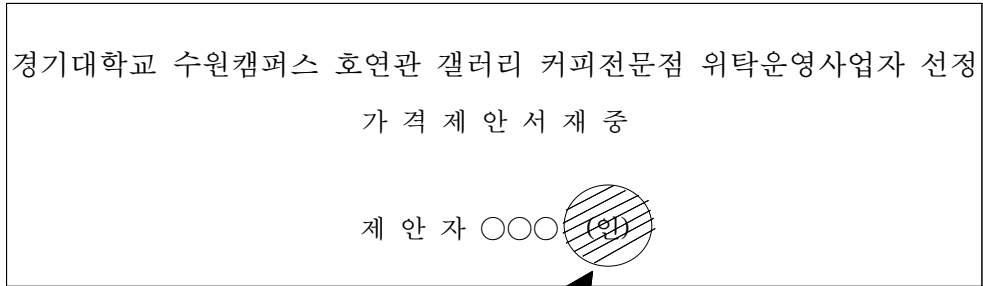 경기대학교 수원캠퍼스 호연관 갤러리 커피전문점 위탁운영사업자 선정
가 격 제 안 서 재 중
제 안 자 ○○○ (인)